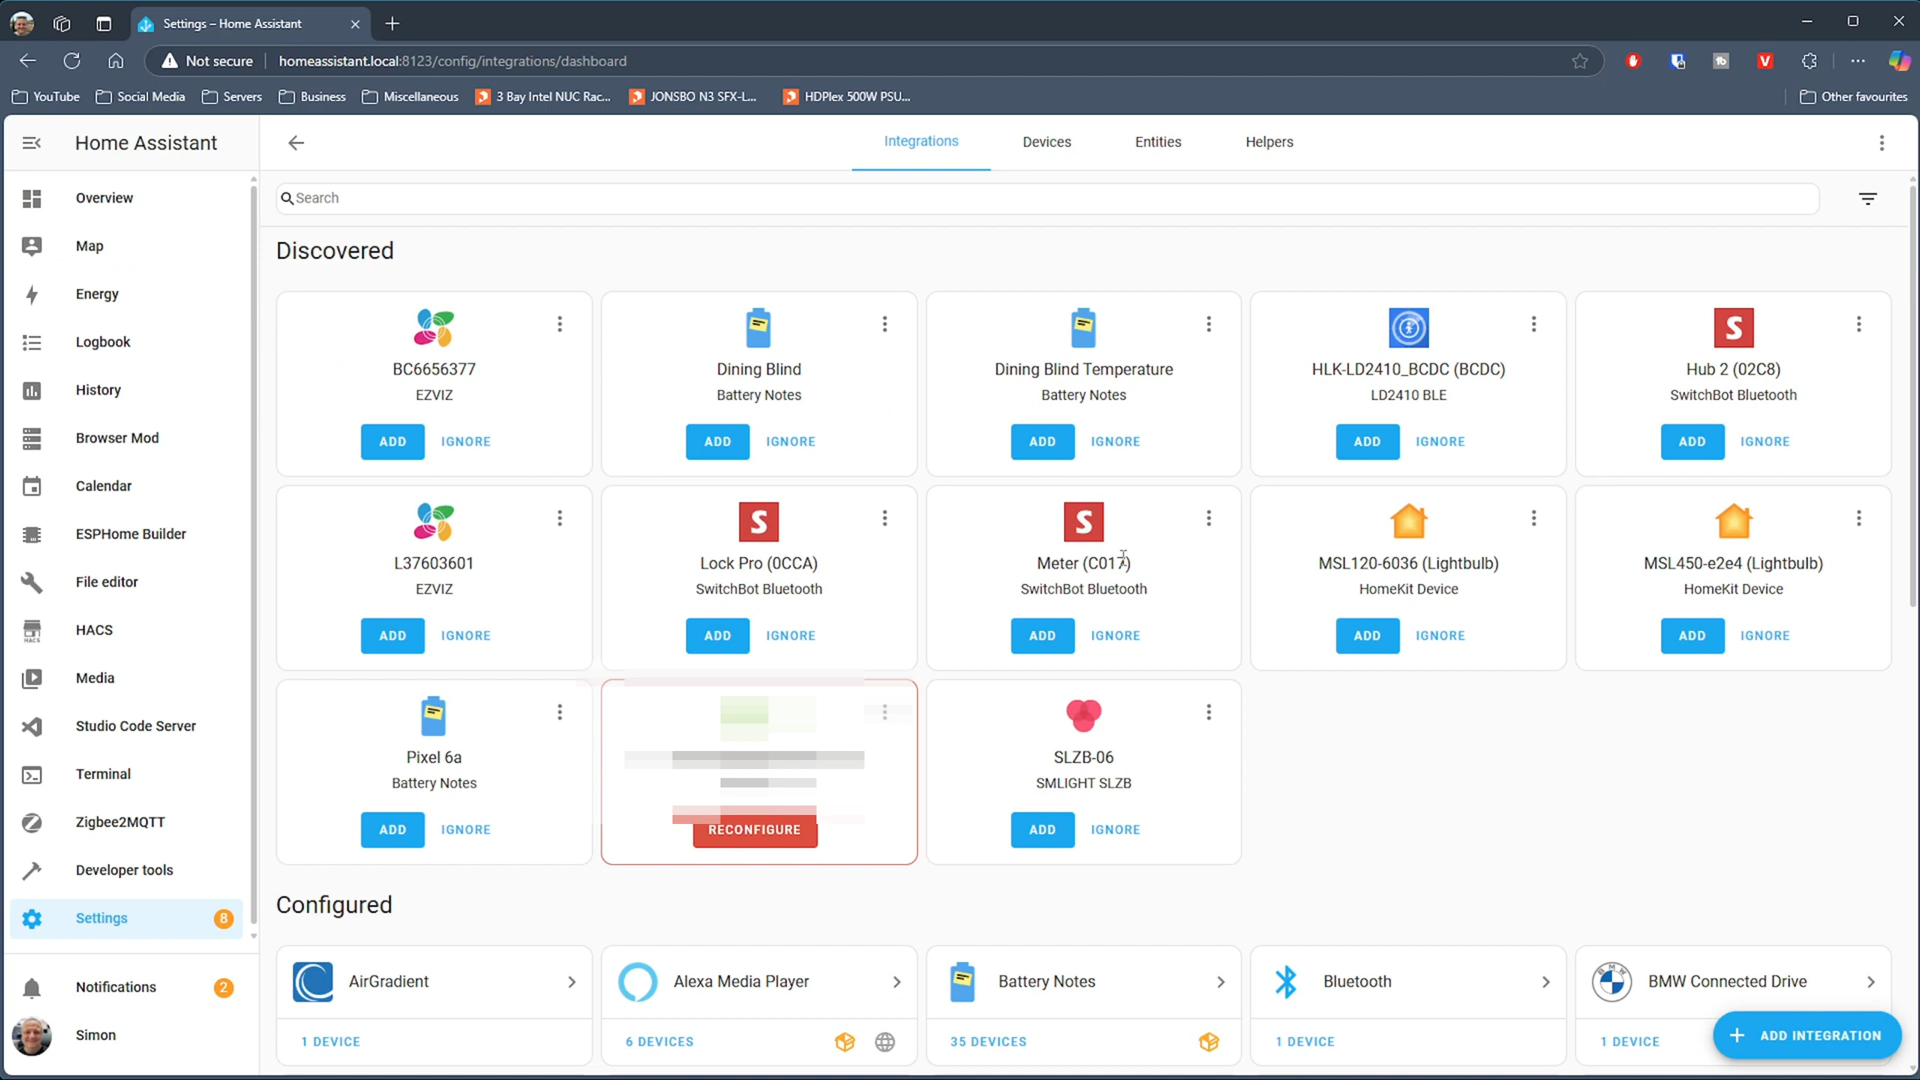 Settings – Home Assistant
Not secure
homeassistant.local:8123/config/integrations/dashboard
YouTube
Social Media
Servers
Business
Miscellaneous
3 Bay Intel NUC Rac...
JONSBO N3 SFX-L...
HDPlex 500W PSU...
Other favourites
Home Assistant
Integrations
Devices
Entities
Helpers
Overview
Map
Energy
Logbook
History
Browser Mod
Calendar
ESPHome Builder
File editor
HACS
HACS
Media
Studio Code Server
Terminal
Zigbee2MQTT
Developer tools
Settings 8
Notifications 2
Simon
Search
Discovered
BC6656377
EZVIZ
ADD IGNORE
Dining Blind
Battery Notes
ADD IGNORE
Dining Blind Temperature
Battery Notes
ADD IGNORE
HLK-LD2410_BCDC (BCDC)
LD2410 BLE
ADD IGNORE
S
Hub 2 (02C8)
SwitchBot Bluetooth
ADD IGNORE
L37603601
EZVIZ
ADD IGNORE
S
Lock Pro (0CCA)
SwitchBot Bluetooth
ADD IGNORE
S
Meter (C017)
SwitchBot Bluetooth
ADD IGNORE
MSL120-6036 (Lightbulb)
HomeKit Device
ADD IGNORE
MSL450-e2e4 (Lightbulb)
HomeKit Device
ADD IGNORE
Pixel 6a
Battery Notes
ADD IGNORE
RECONFIGURE
SLZB-06
SMLIGHT SLZB
ADD IGNORE
Configured
AirGradient
1 DEVICE
Alexa Media Player
6 DEVICES
Battery Notes
35 DEVICES
Bluetooth
1 DEVICE
BMW
BMW Connected Drive
1 DEVICE
ADD INTEGRATION